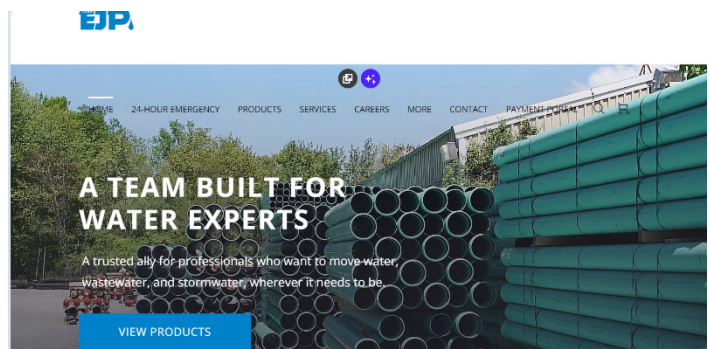 EJP.
HOME 24-HOUR EMERGENCY PRODUCTS SERVICES CAREERS MORE CONTACT PAYMENT PORTAL
A TEAM BUILT FOR
WATER EXPERTS
A trusted ally for professionals who want to move water,
wastewater, and stormwater, wherever it needs to be.
VIEW PRODUCTS